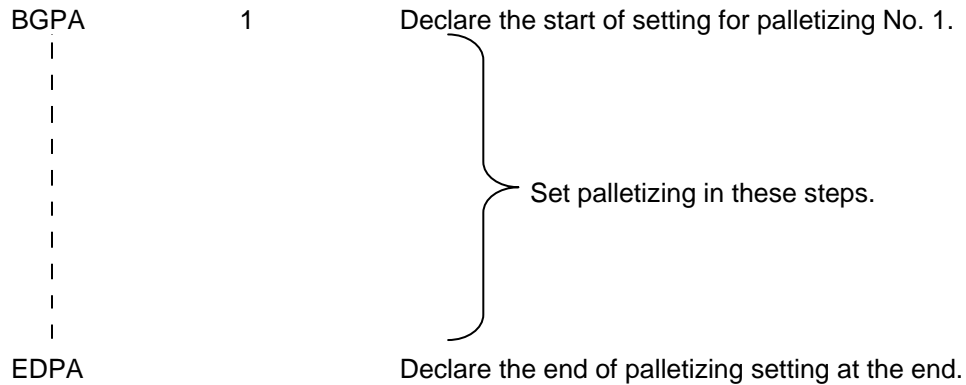 BGPA 1 Declare the start of setting for palletizing No. 1.
Set palletizing in these steps.
EDPA Declare the end of palletizing setting at the end.